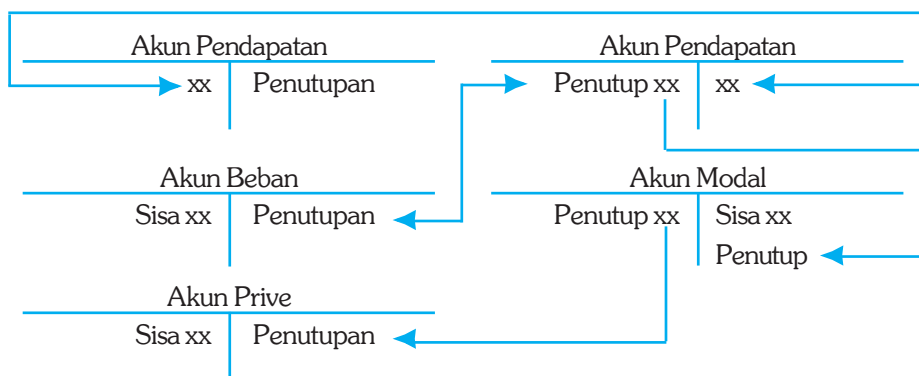 Akun Pendapatan
xx Penutupan
Akun Pendapatan
Penutup xx xx
Akun Beban
Sisa xx Penutupan
Akun Modal
Penutup xx Sisa xx
Penutup
Akun Prive
Sisa xx Penutupan